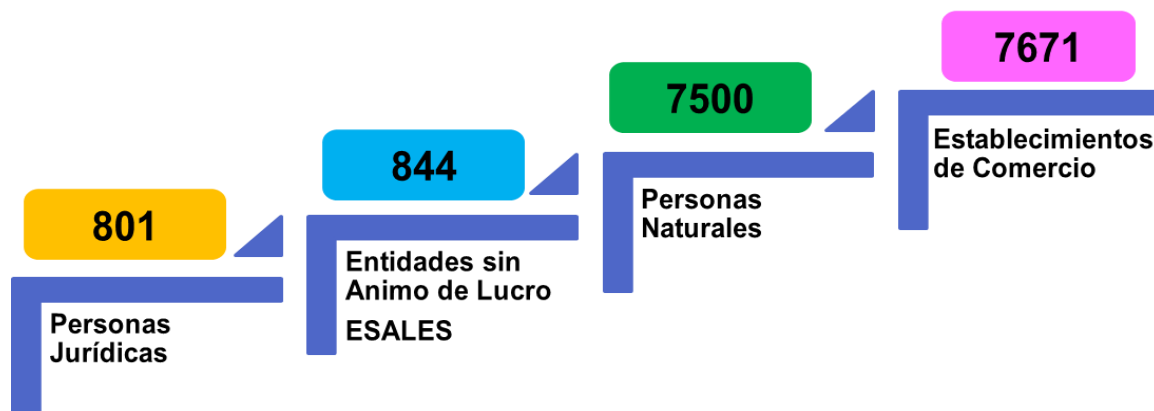 801
Personas
Jurídicas
844
Entidades sin
Animo de Lucro
ESALES
7500
Personas
Naturales
7671
Establecimientos
de Comercio